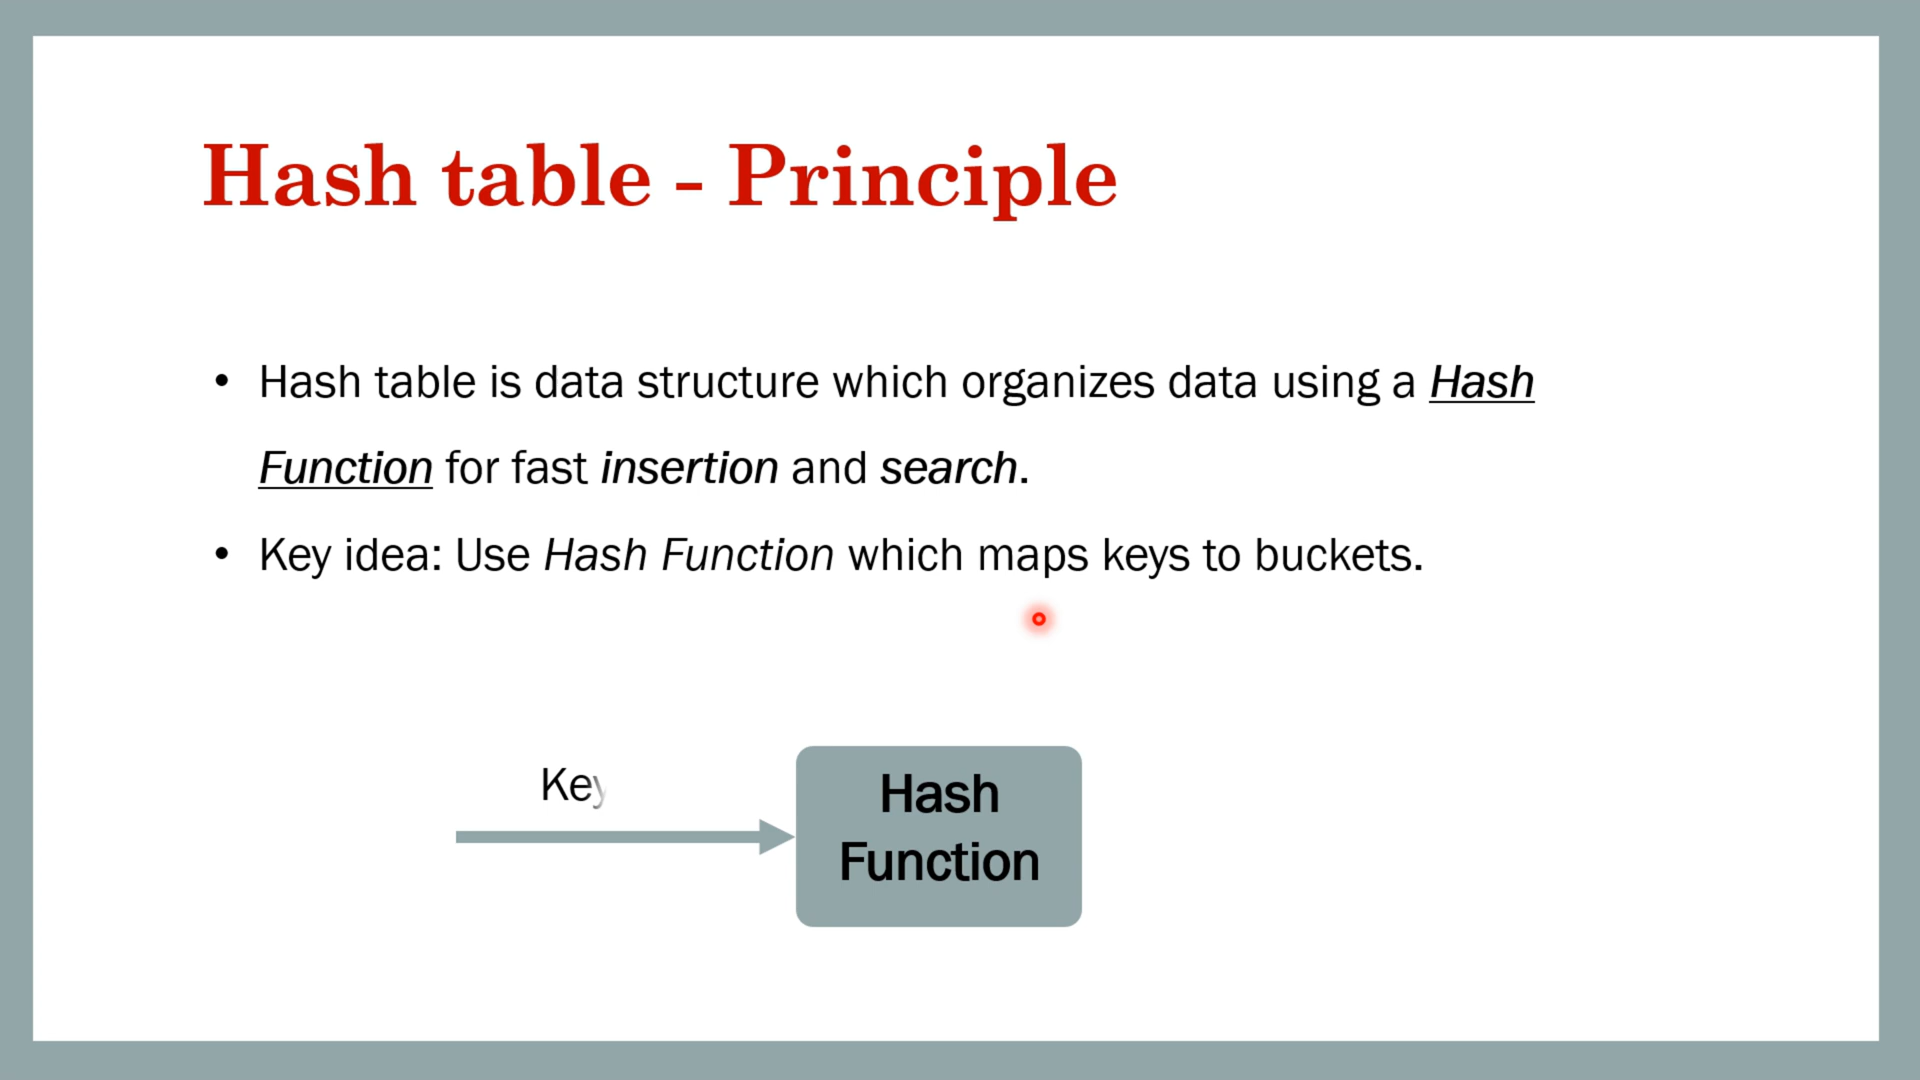 Hash table - Principle
• Hash table is data structure which organizes data using a Hash
Function for fast insertion and search.
• Key idea: Use Hash Function which maps keys to buckets.
Key
Hash
Function